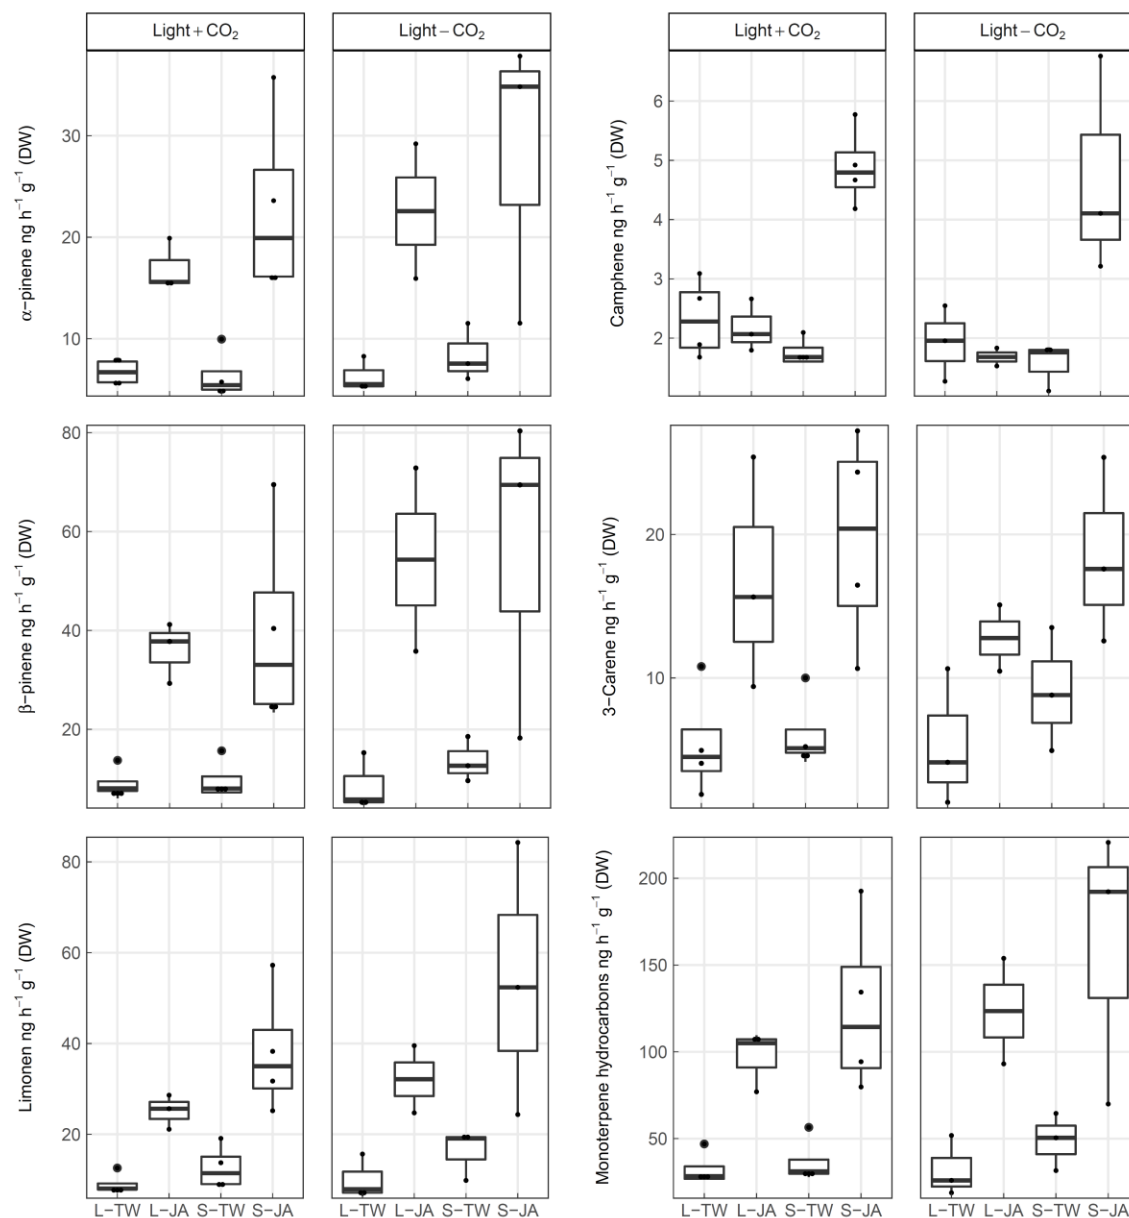 Light + CO₂
Light − CO₂
Light + CO₂
Light − CO₂
α−pinene ng h⁻¹ g⁻¹ (DW)
30
20
10
Camphene ng h⁻¹ g⁻¹ (DW)
6
5
4
3
2
β−pinene ng h⁻¹ g⁻¹ (DW)
80
60
40
20
3−Carene ng h⁻¹ g⁻¹ (DW)
20
10
Limonen ng h⁻¹ g⁻¹ (DW)
80
60
40
20
Monoterpene hydrocarbons ng h⁻¹ g⁻¹ (DW)
200
150
100
50
L−TW L−JA S−TW S−JA
L−TW L−JA S−TW S−JA
L−TW L−JA S−TW S−JA
L−TW L−JA S−TW S−JA